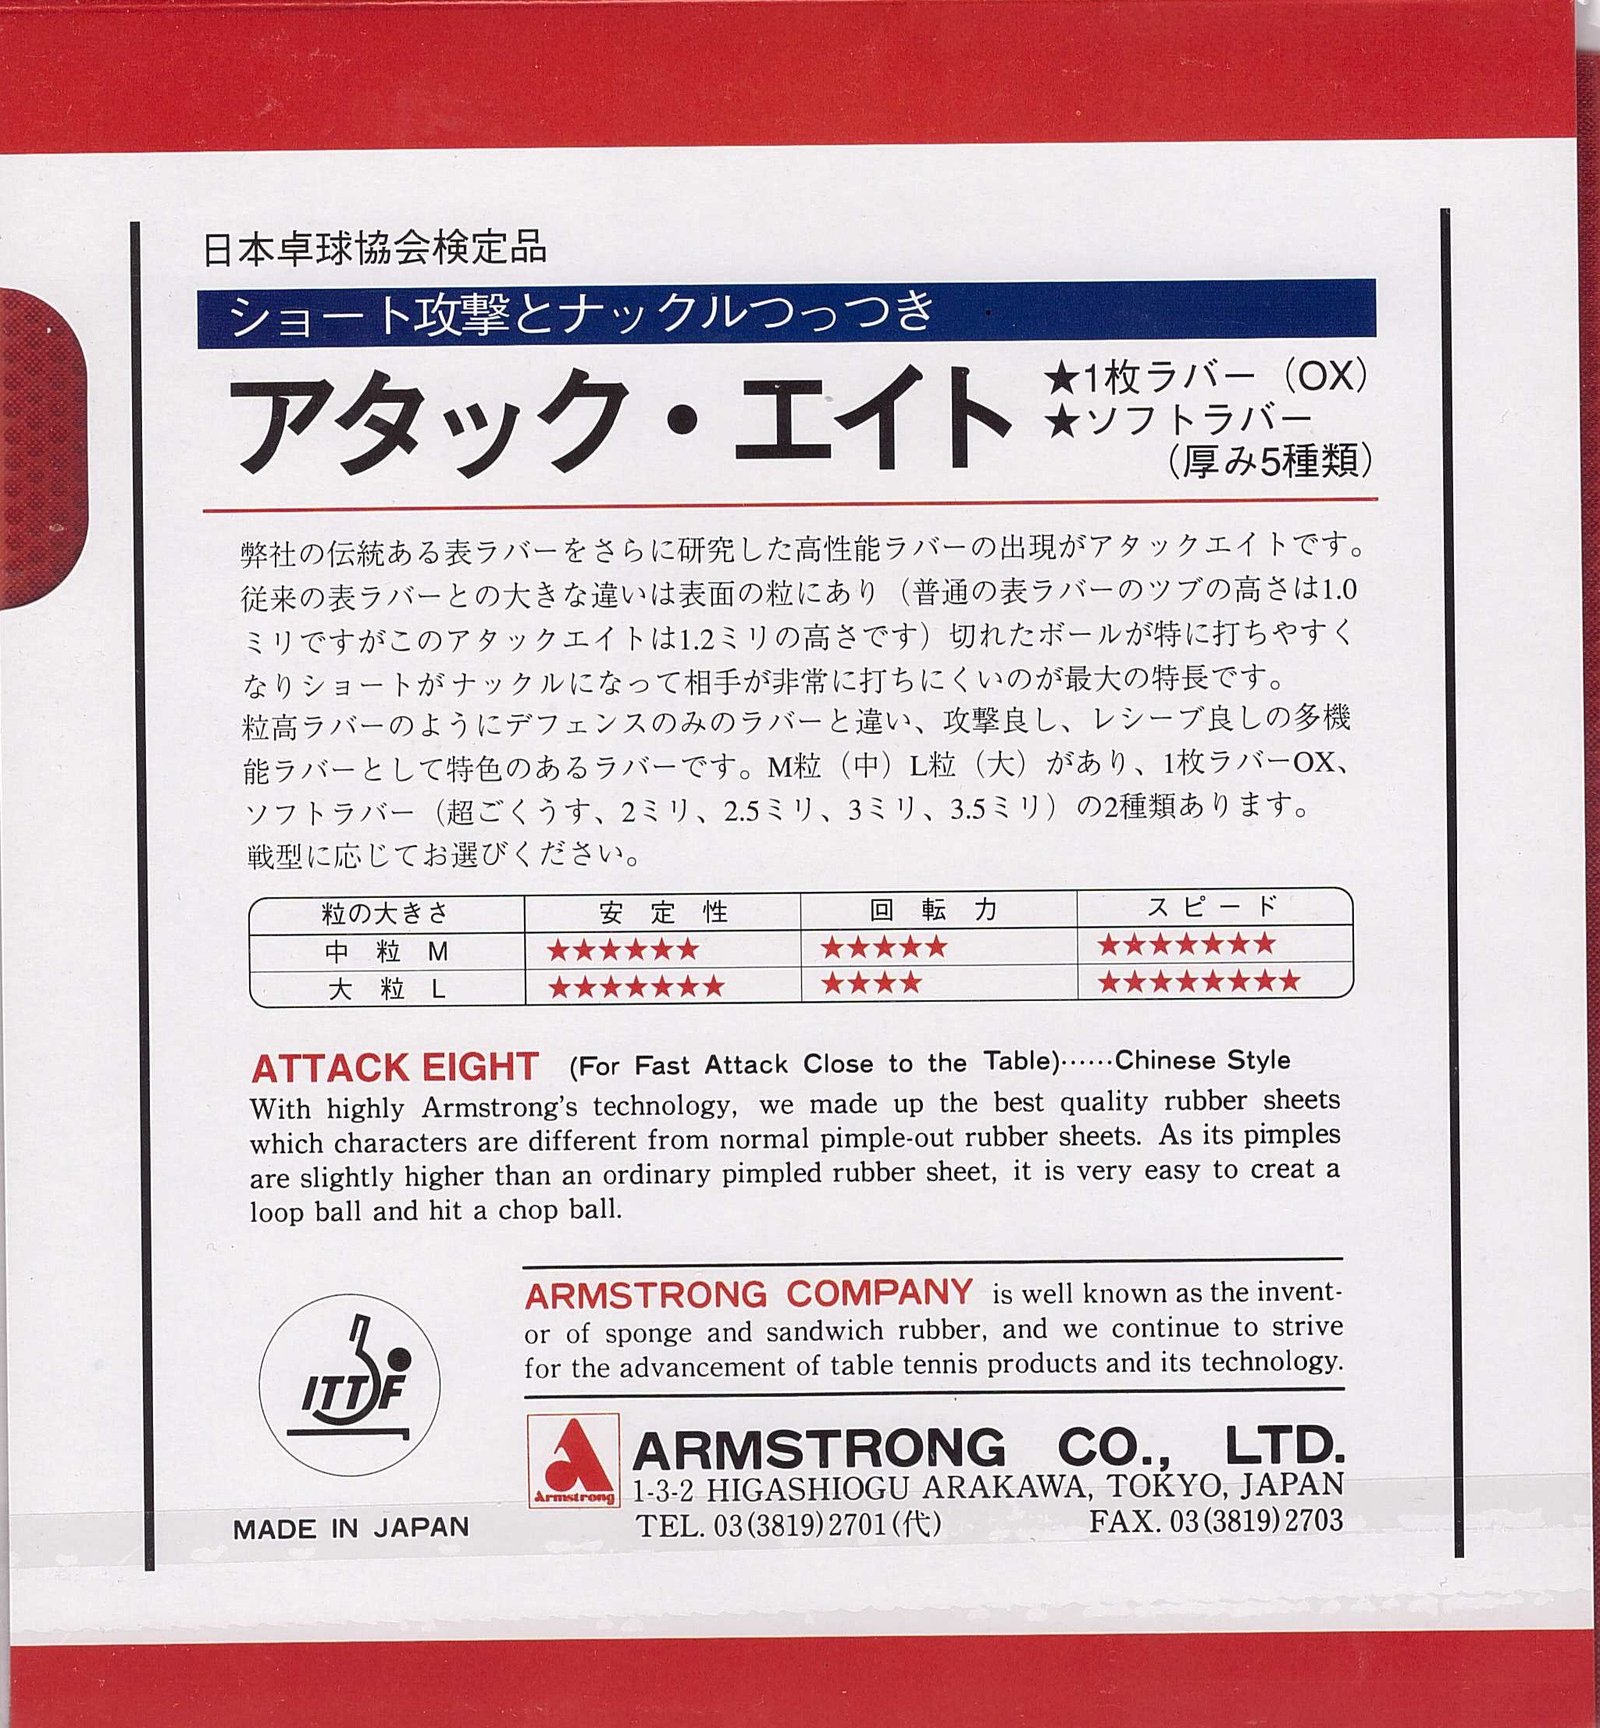 日本卓球協会検定品
ショート攻撃とナックルつっつき
アタック・エイト
★1枚ラバー（OX）
★ソフトラバー
（厚み5種類）
弊社の伝統ある表ラバーをさらに研究した高性能ラバーの出現がアタックエイトです。
従来の表ラバーとの大きな違いは表面の粒にあり（普通の表ラバーのツブの高さは1.0
ミリですがこのアタックエイトは1.2ミリの高さです）切れたボールが特に打ちやすく
なりショートがナックルになって相手が非常に打ちにくいのが最大の特長です。
粒高ラバーのようにデフェンスのみのラバーと違い、攻撃良し、レシーブ良しの多機
能ラバーとして特色のあるラバーです。M粒（中）L粒（大）があり、1枚ラバーOX、
ソフトラバー（超ごくうす、2ミリ、2.5ミリ、3ミリ、3.5ミリ）の2種類あります。
戦型に応じてお選びください。
粒の大きさ 安定性 回転力 スピード
中粒M ★★★★★★ ★★★★★ ★★★★★★★
大粒L ★★★★★★★ ★★★★ ★★★★★★★★
ATTACK EIGHT (For Fast Attack Close to the Table)······Chinese Style
With highly Armstrong's technology, we made up the best quality rubber sheets
which characters are different from normal pimple-out rubber sheets. As its pimples
are slightly higher than an ordinary pimpled rubber sheet, it is very easy to creat a
loop ball and hit a chop ball.
ARMSTRONG COMPANY is well known as the invent-
or of sponge and sandwich rubber, and we continue to strive
for the advancement of table tennis products and its technology.
ITTF
MADE IN JAPAN
Armstrong
ARMSTRONG CO., LTD.
1-3-2 HIGASHIOGU ARAKAWA, TOKYO, JAPAN
TEL. 03(3819)2701(代) FAX. 03(3819)2703